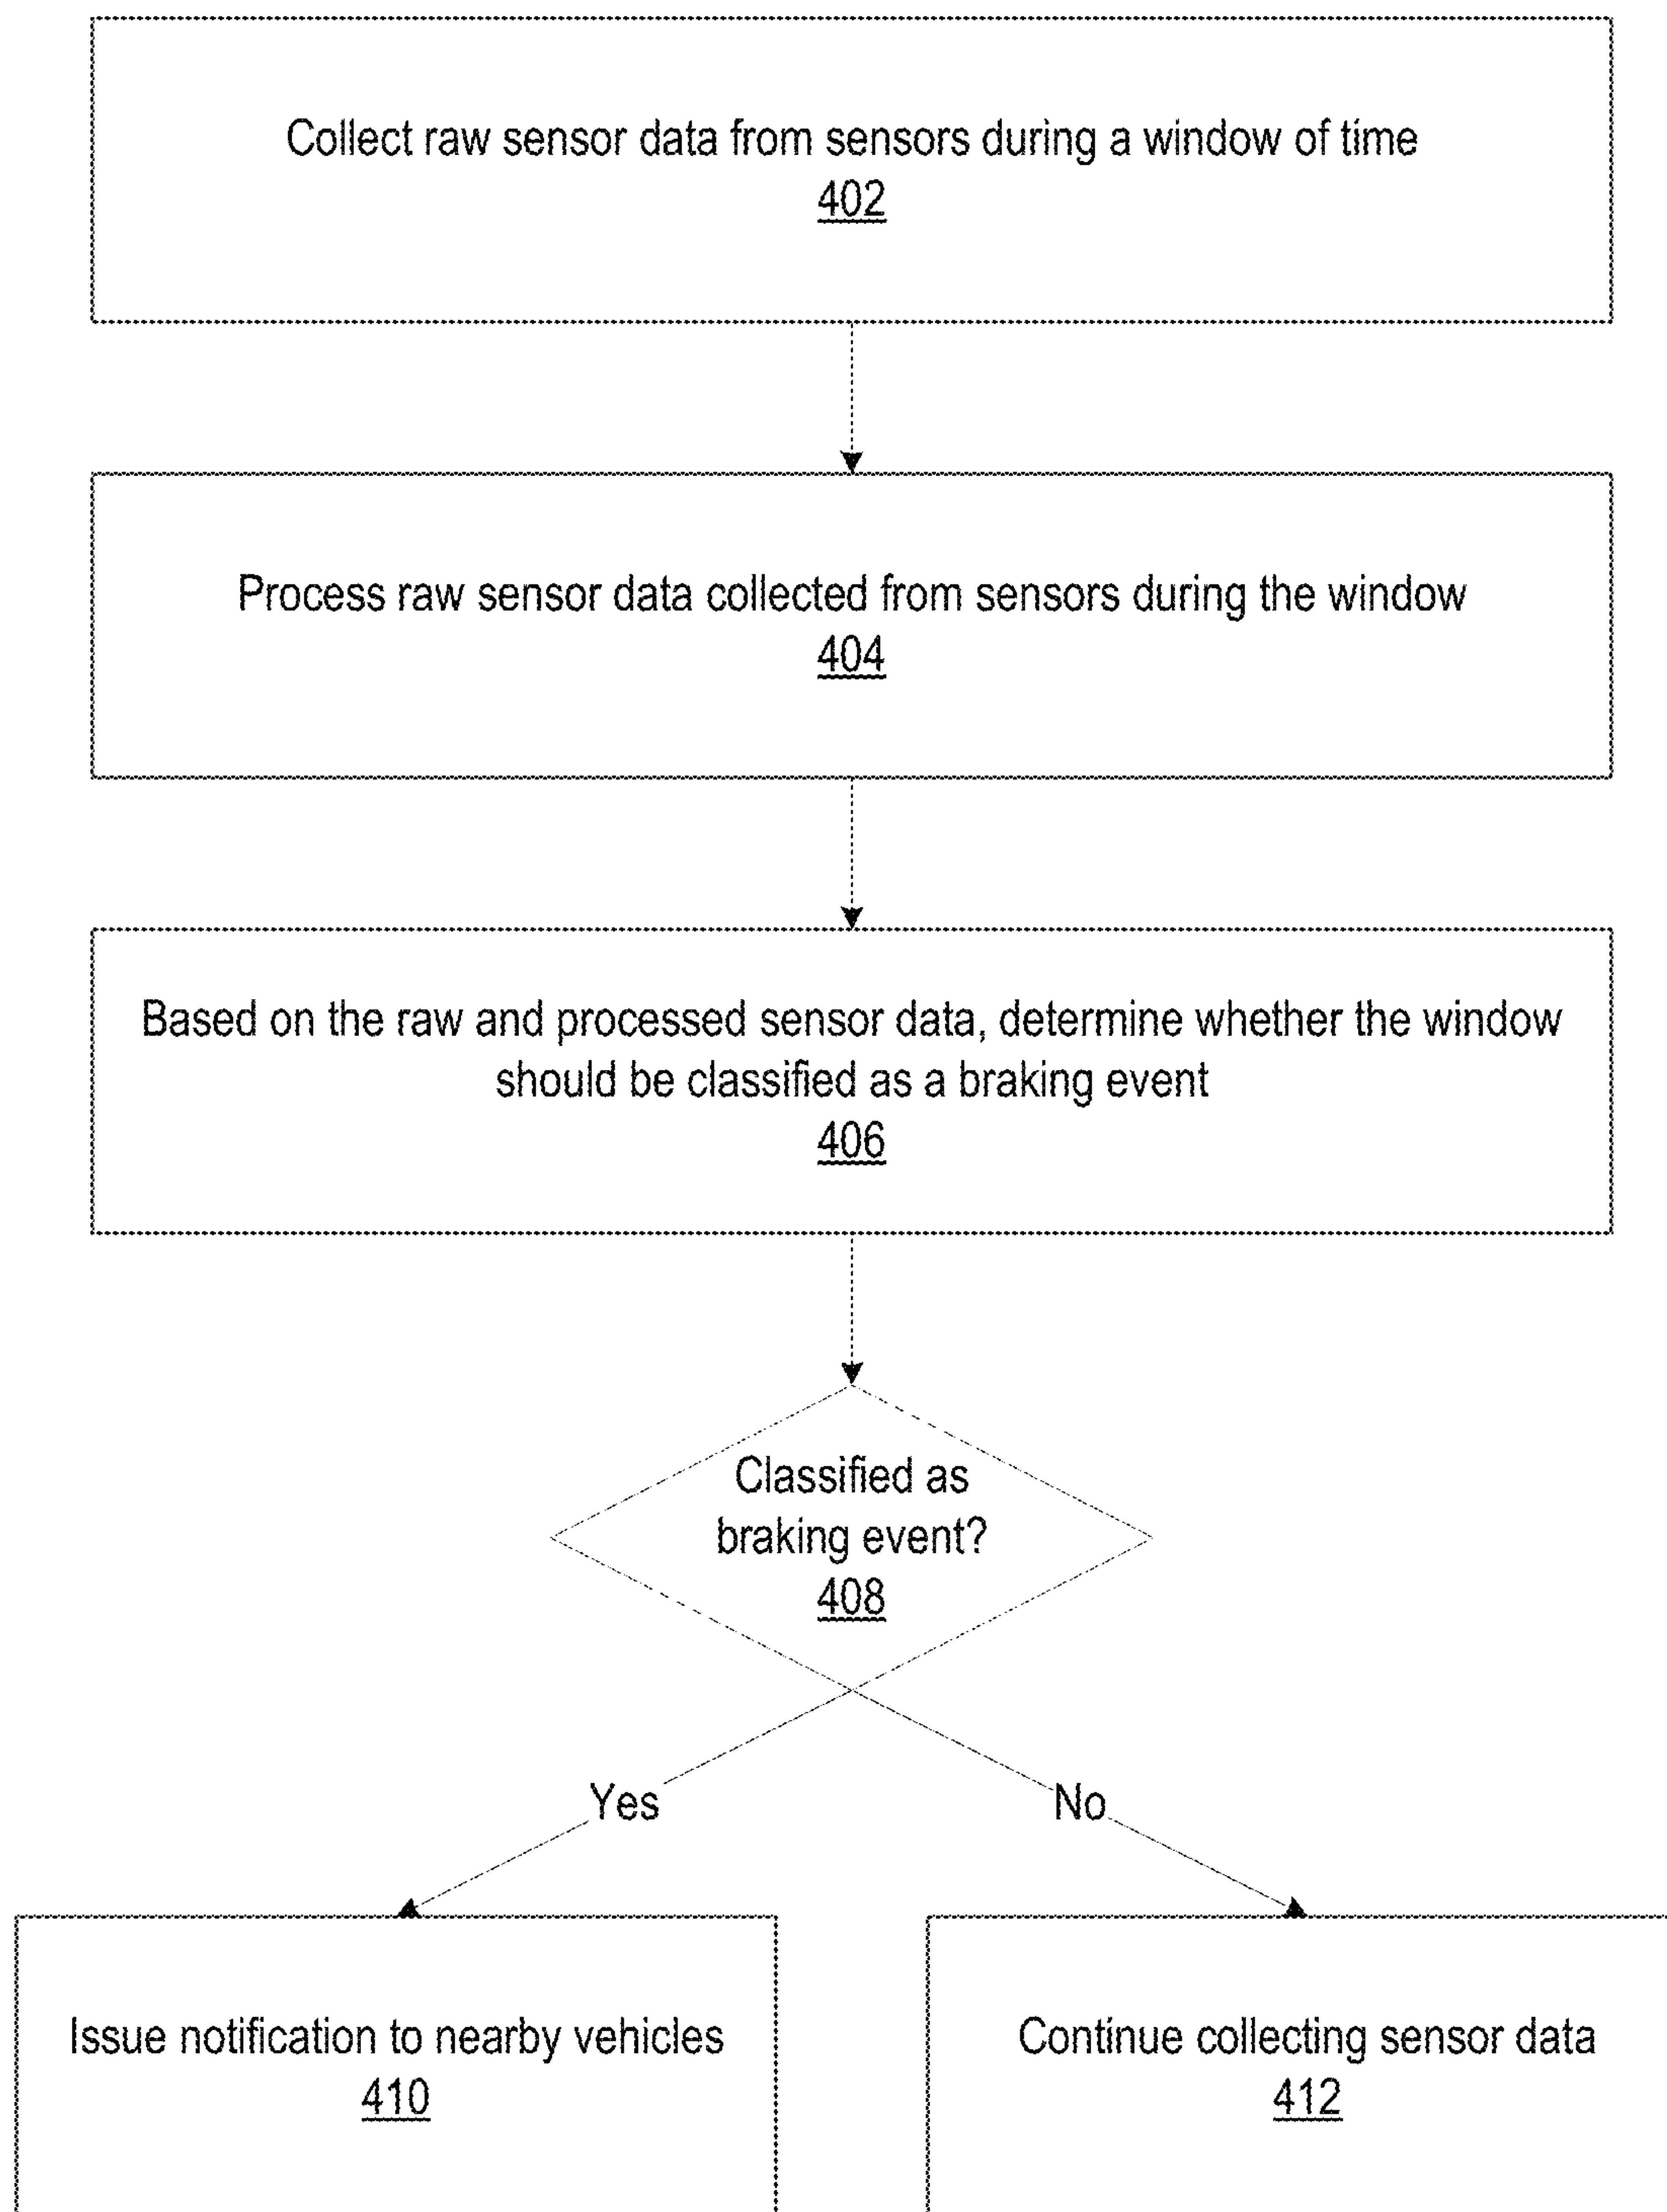 Collect raw sensor data from sensors during a window of time
402
Process raw sensor data collected from sensors during the window
404
Based on the raw and processed sensor data, determine whether the window
should be classified as a braking event
406
Classified as
braking event?
408
Yes
No
Issue notification to nearby vehicles
410
Continue collecting sensor data
412